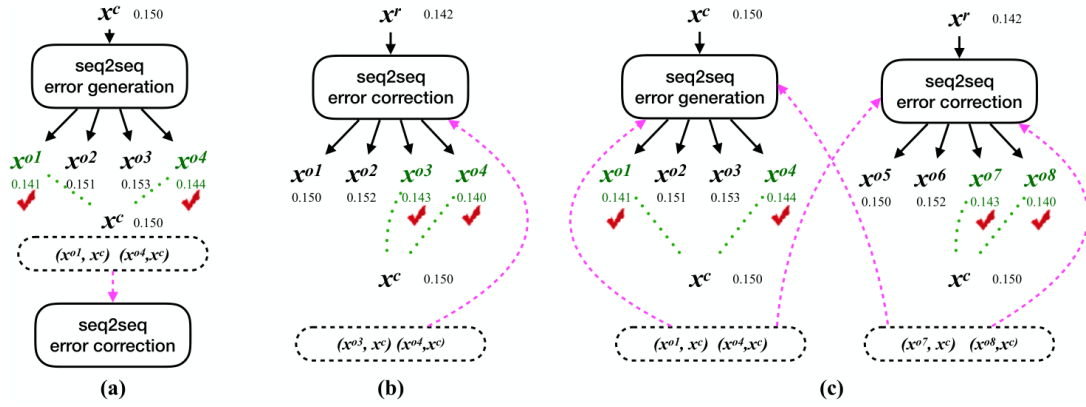 x^c 0.150
seq2seq
error generation
x^o1 x^o2 x^o3 x^o4
0.141 0.151 0.153 0.144
x^c 0.150
(x^o1, x^c) (x^o4,x^c)
seq2seq
error correction
(a)
x^r 0.142
seq2seq
error correction
x^o1 x^o2 x^o3 x^o4
0.150 0.152 0.143 0.140
x^c 0.150
(x^o3, x^c) (x^o4,x^c)
(b)
x^c 0.150
seq2seq
error generation
x^o1 x^o2 x^o3 x^o4
0.141 0.151 0.153 0.144
x^c 0.150
(x^o1, x^c) (x^o4,x^c)
x^r 0.142
seq2seq
error correction
x^o5 x^o6 x^o7 x^o8
0.150 0.152 0.143 0.140
x^c 0.150
(x^o7, x^c) (x^o8,x^c)
(c)